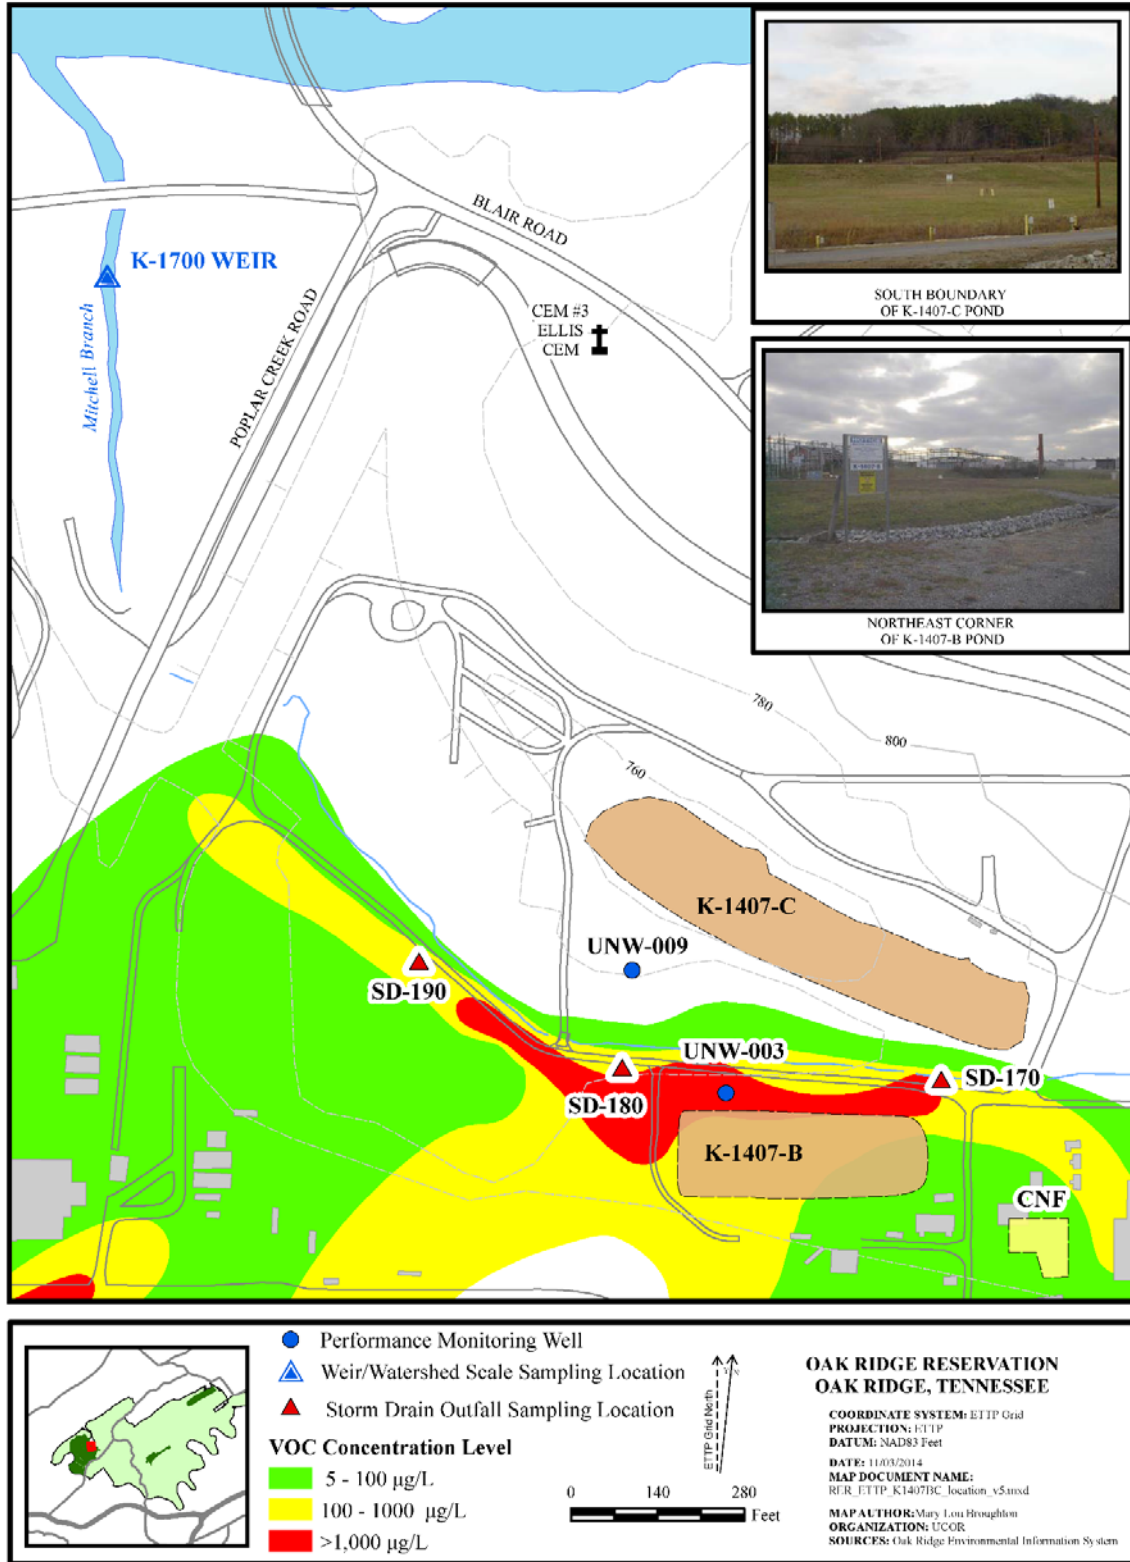 SOUTH BOUNDARY
OF K-1407-C POND
BLAIR ROAD
K-1700 WEIR
Mitchell Branch
POPLAR CREEK ROAD
CEM #3
ELLIS
CEM
K-1407-B
NORTHEAST CORNER
OF K-1407-B POND
780
800
760
K-1407-C
UNW-009
SD-190
UNW-003
SD-170
SD-180
K-1407-B
CNF
Performance Monitoring Well
Weir/Watershed Scale Sampling Location
Storm Drain Outfall Sampling Location
VOC Concentration Level
5 - 100 µg/L
100 - 1000 µg/L
>1,000 µg/L
ETTP Grid North
0 140 280
Feet
OAK RIDGE RESERVATION
OAK RIDGE, TENNESSEE
COORDINATE SYSTEM: ETTP Grid
PROJECTION: ETTP
DATUM: NAD83 Feet
DATE: 11/03/2014
MAP DOCUMENT NAME:
RER_ETTP_K1407BC_location_v5.mxd
MAP AUTHOR: Mary Lou Broughton
ORGANIZATION: UCOR
SOURCES: Oak Ridge Environmental Information System